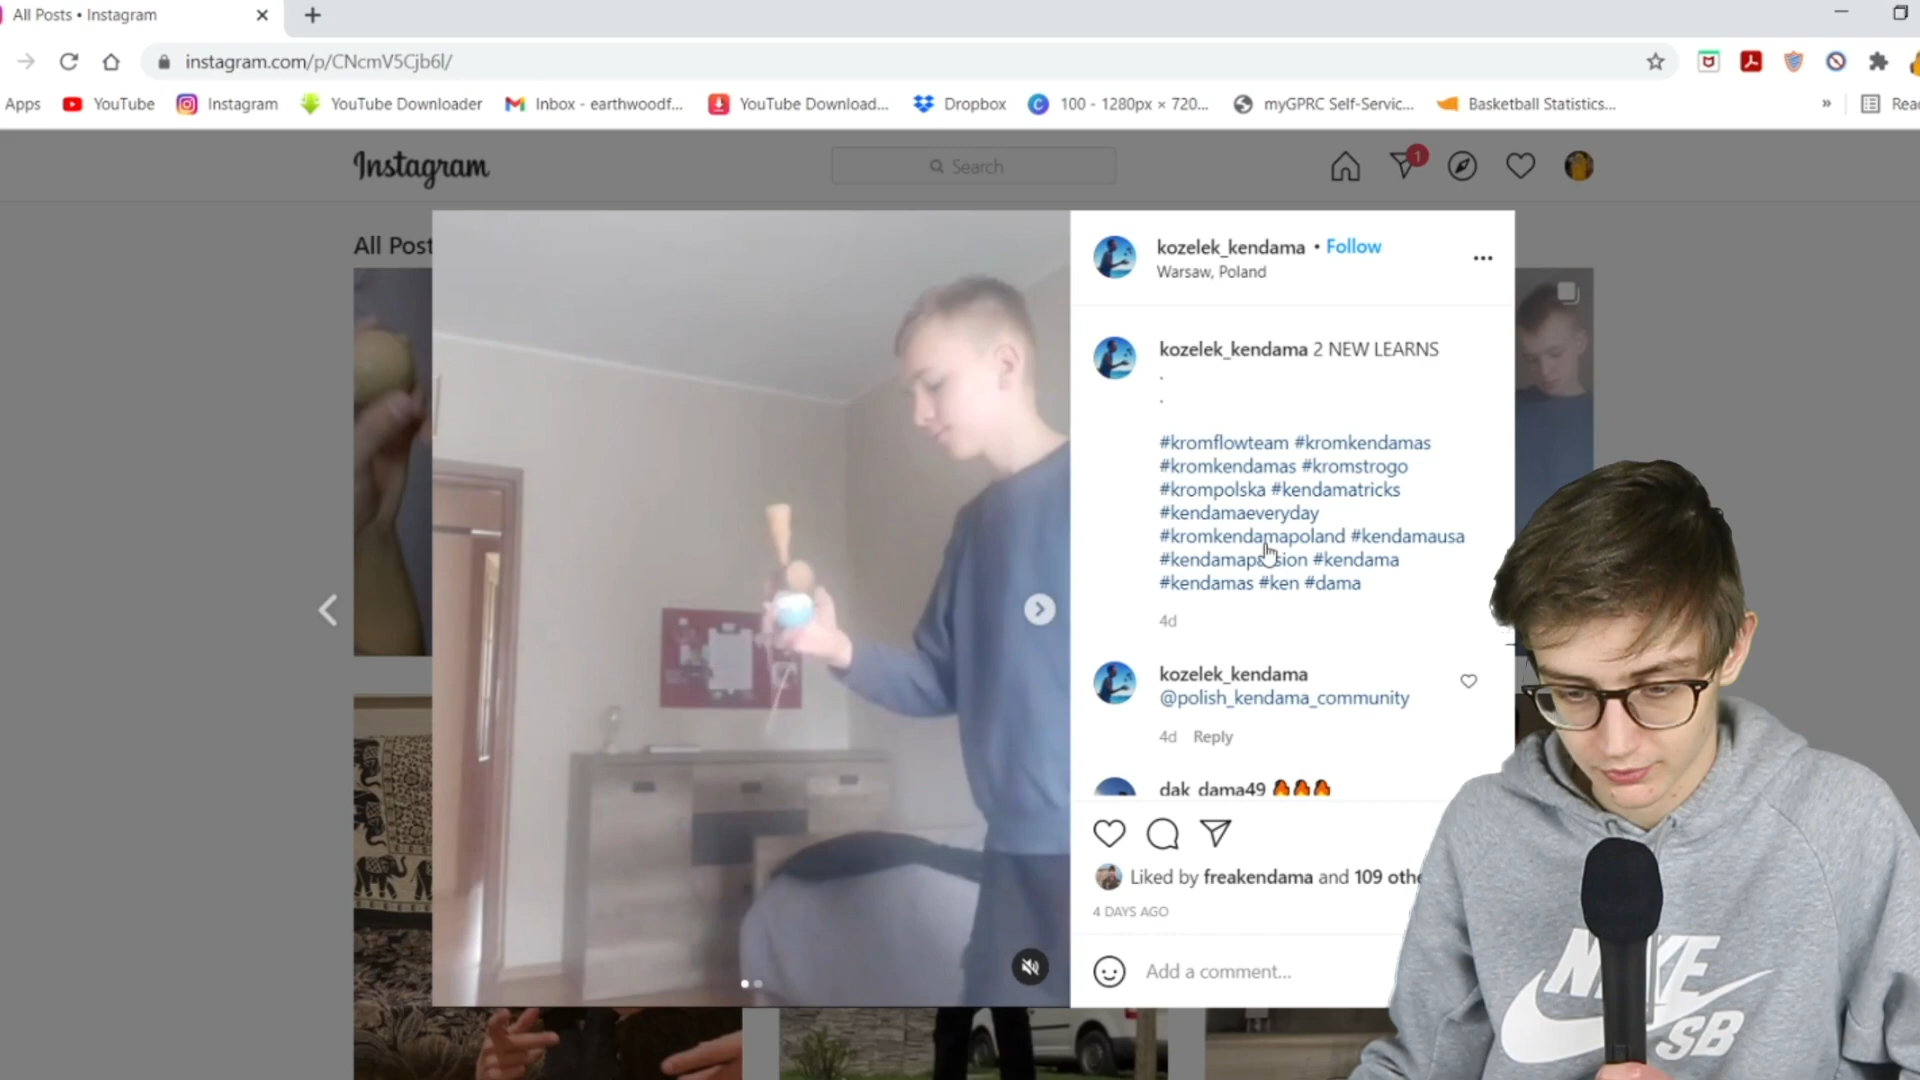 All Posts • Instagram
instagram.com/p/CNcmV5Cjb6l/
Apps YouTube Instagram YouTube Downloader Inbox - earthwoodf... YouTube Download... Dropbox 100 - 1280px × 720... myGPRC Self-Servic... Basketball Statistics... »
Instagram
Search
1
All Post
kozelek_kendama • Follow
Warsaw, Poland
kozelek_kendama 2 NEW LEARNS
.
.
#kromflowteam #kromkendamas
#kromkendamas #kromstrogo
#krompolska #kendamatricks
#kendamaeveryday
#kromkendamapoland #kendamausa
#kendamapassion #kendama
#kendamas #ken #dama
4d
kozelek_kendama
@polish_kendama_community
4d Reply
dak_dama49 🔥🔥🔥
Liked by freakendama and 109 othe
4 DAYS AGO
Add a comment...
NIKE
SB